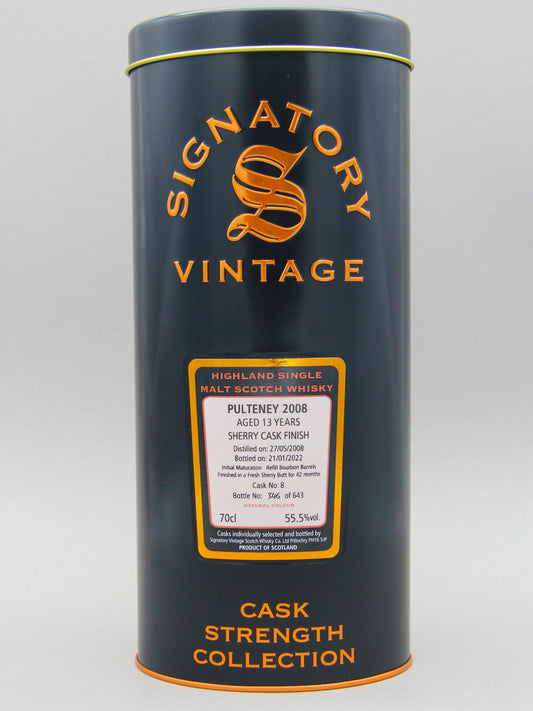 SIGNATORY
S
VINTAGE
HIGHLAND SINGLE
MALT SCOTCH WHISKY
PULTENEY 2008
AGED 13 YEARS
SHERRY CASK FINISH
Distilled on: 27/05/2008
Bottled on: 21/01/2022
Initial Maturation - Refill Bourbon Barrels
Finished in a Fresh Sherry Butt for 42 months
Cask No: 8
Bottle No: 346 of 643
NATURAL COLOUR
70cl 55.5%vol.
Casks individually selected and bottled by
Signatory Vintage Scotch Whisky Co. Ltd Pitlochry PH16 5JP
PRODUCT OF SCOTLAND
CASK
STRENGTH
COLLECTION